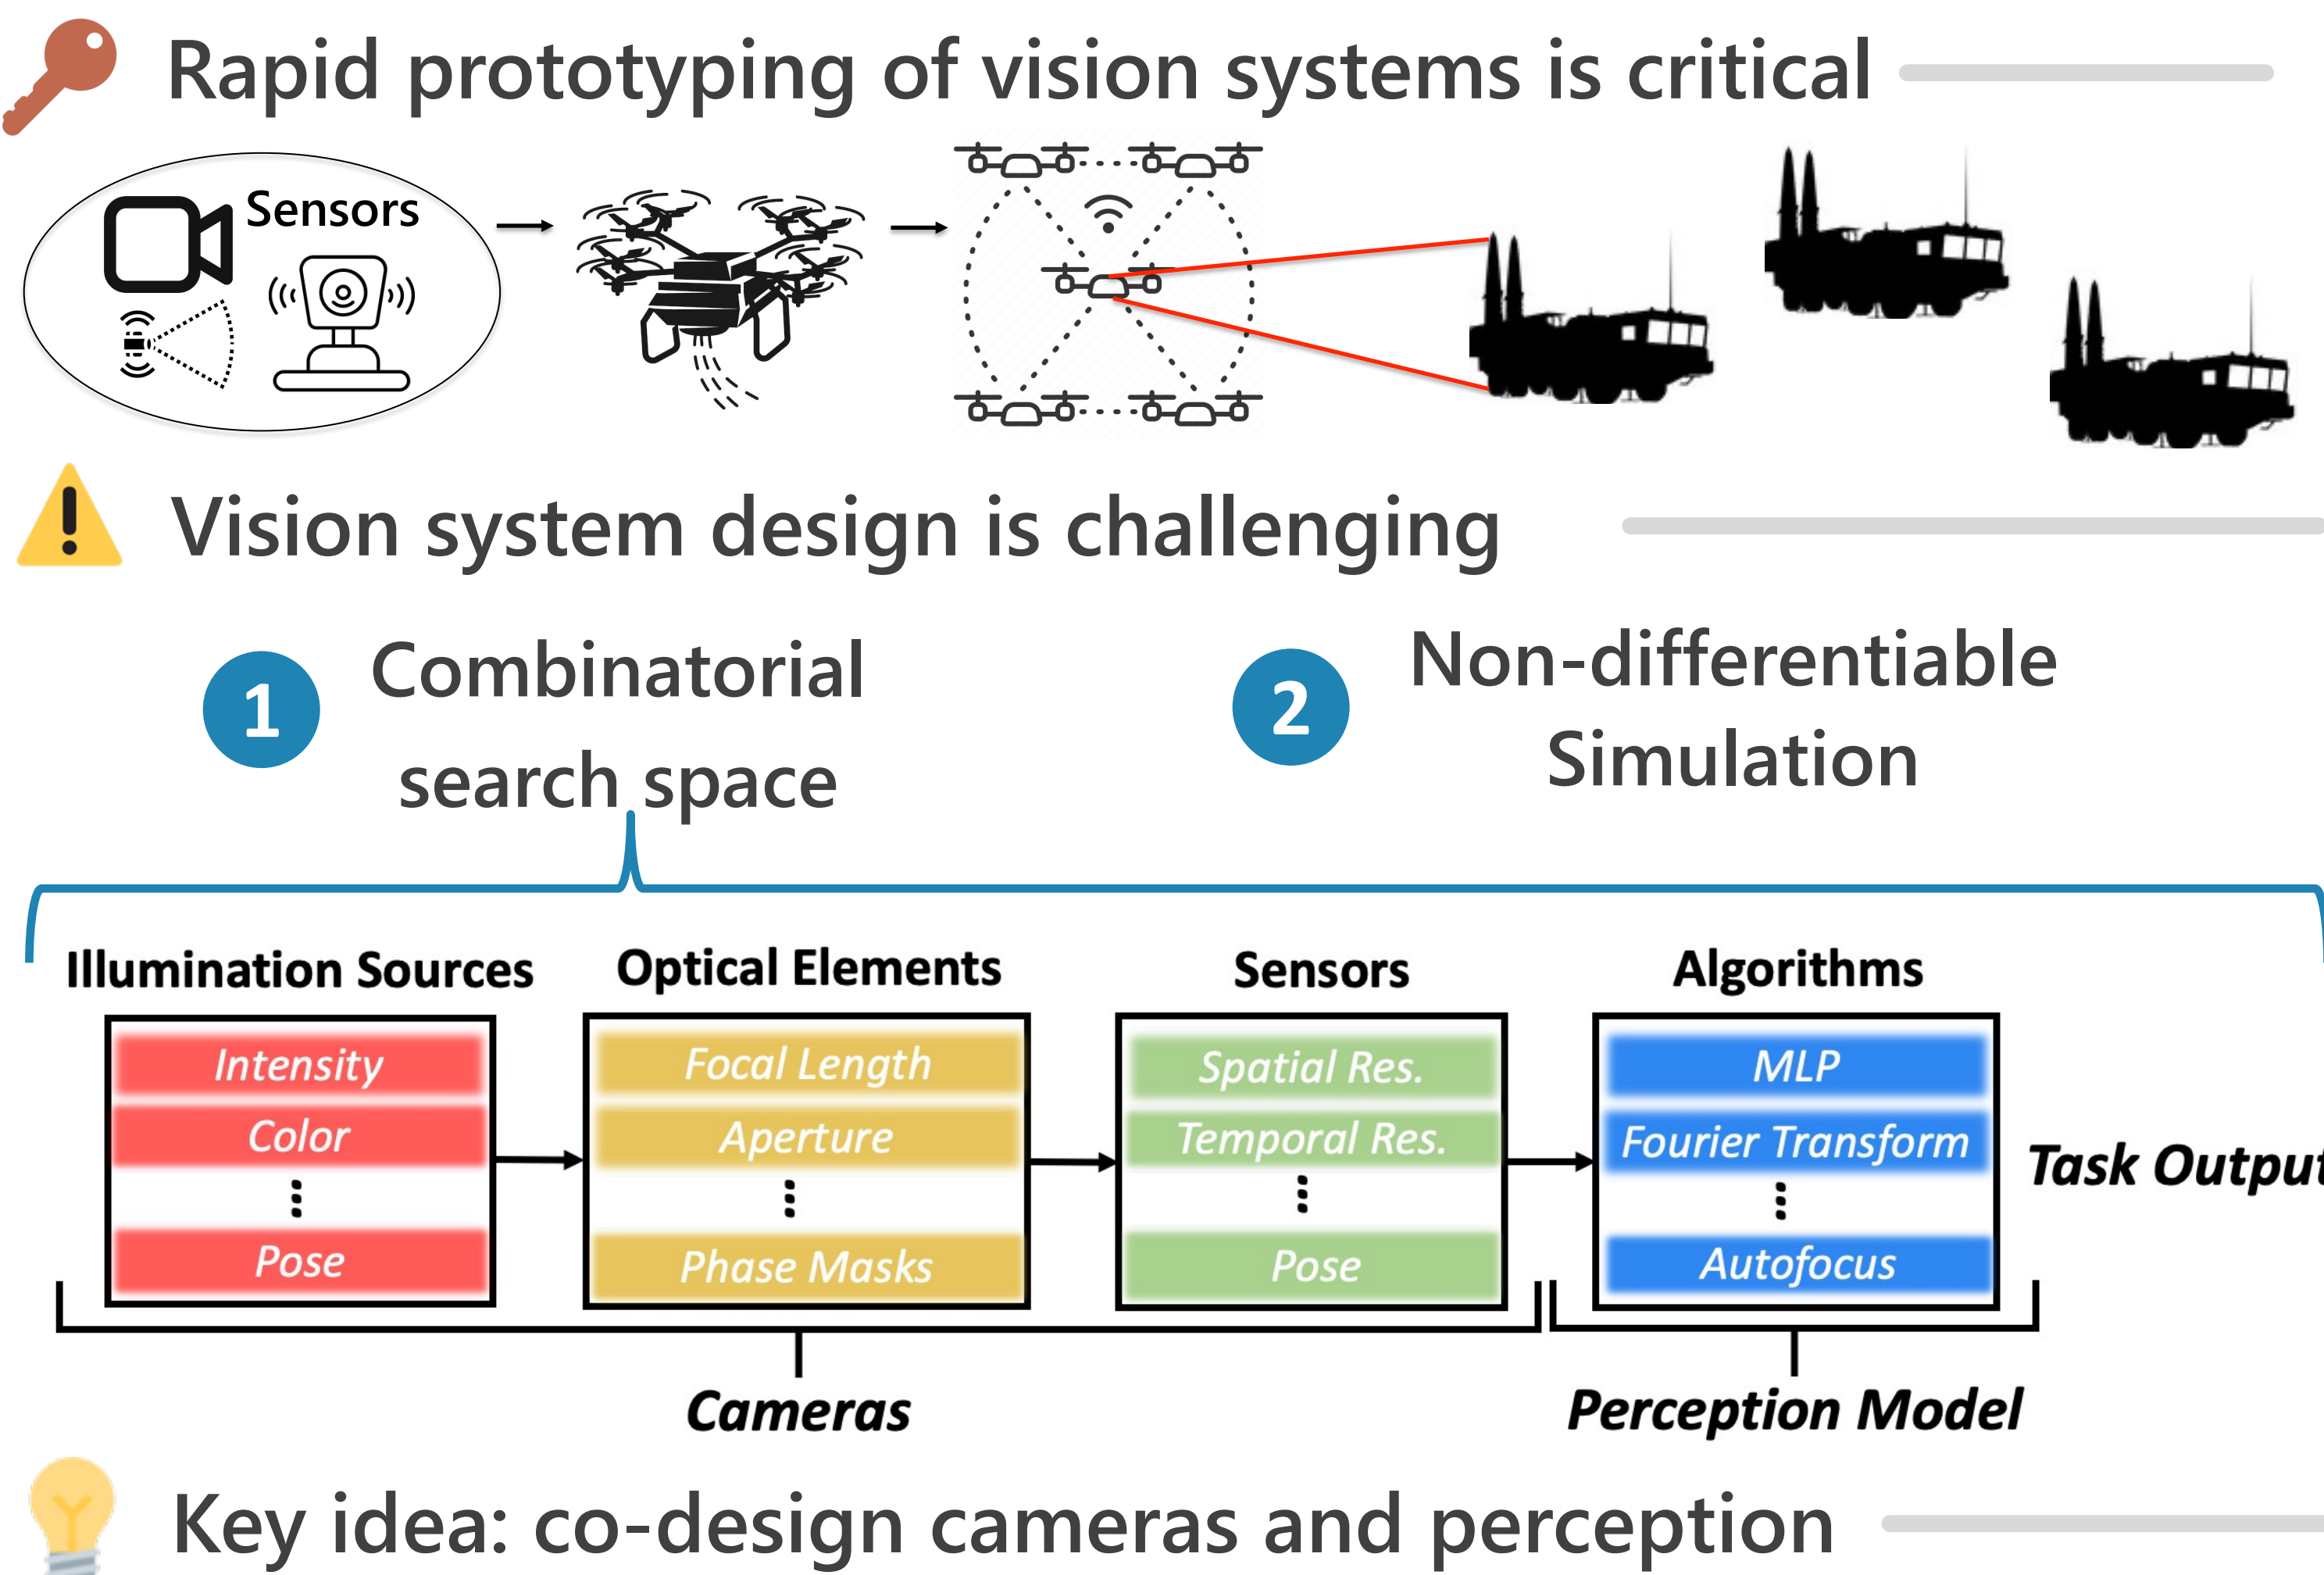 Rapid prototyping of vision systems is critical
Sensors
Vision system design is challenging
1
Combinatorial
search space
2
Non-differentiable
Simulation
Illumination Sources
Intensity
Color
Pose
Optical Elements
Focal Length
Aperture
Phase Masks
Sensors
Spatial Res.
Temporal Res.
Pose
Algorithms
MLP
Fourier Transform
Autofocus
Task Output
Cameras
Perception Model
Key idea: co-design cameras and perception